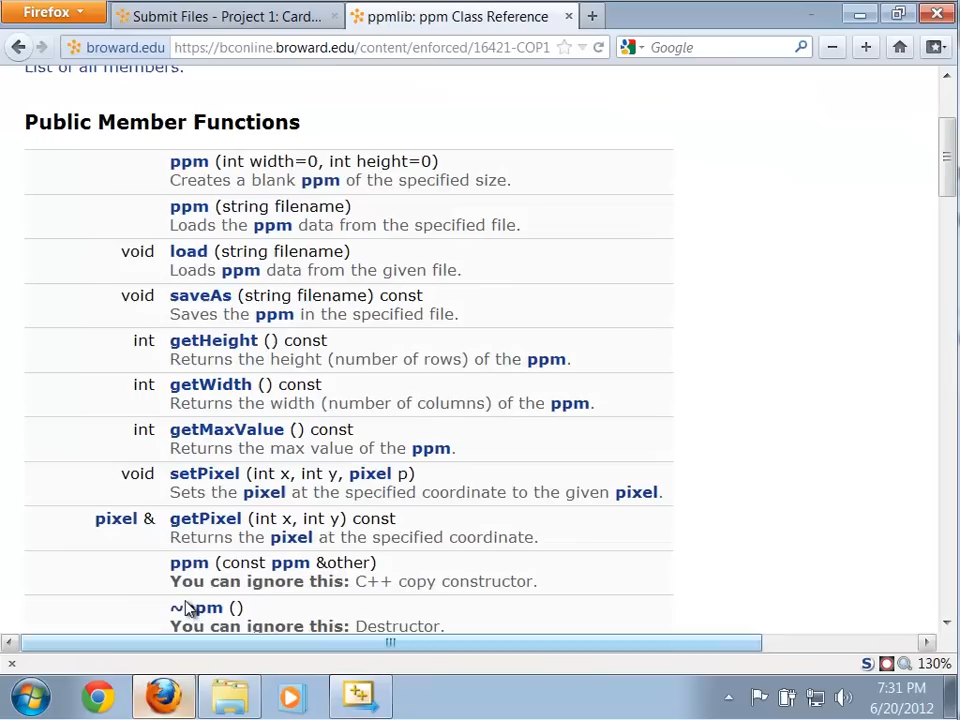 Firefox
Submit Files - Project 1: Card...
ppmlib: ppm Class Reference
broward.edu
https://bconline.broward.edu/content/enforced/16421-COP1
Google
List of all members.
Public Member Functions
ppm (int width=0, int height=0)
Creates a blank ppm of the specified size.
ppm (string filename)
Loads the ppm data from the specified file.
void load (string filename)
Loads ppm data from the given file.
void saveAs (string filename) const
Saves the ppm in the specified file.
int getHeight () const
Returns the height (number of rows) of the ppm.
int getWidth () const
Returns the width (number of columns) of the ppm.
int getMaxValue () const
Returns the max value of the ppm.
void setPixel (int x, int y, pixel p)
Sets the pixel at the specified coordinate to the given pixel.
pixel & getPixel (int x, int y) const
Returns the pixel at the specified coordinate.
ppm (const ppm &other)
You can ignore this: C++ copy constructor.
~ppm ()
You can ignore this: Destructor.
130%
7:31 PM
6/20/2012